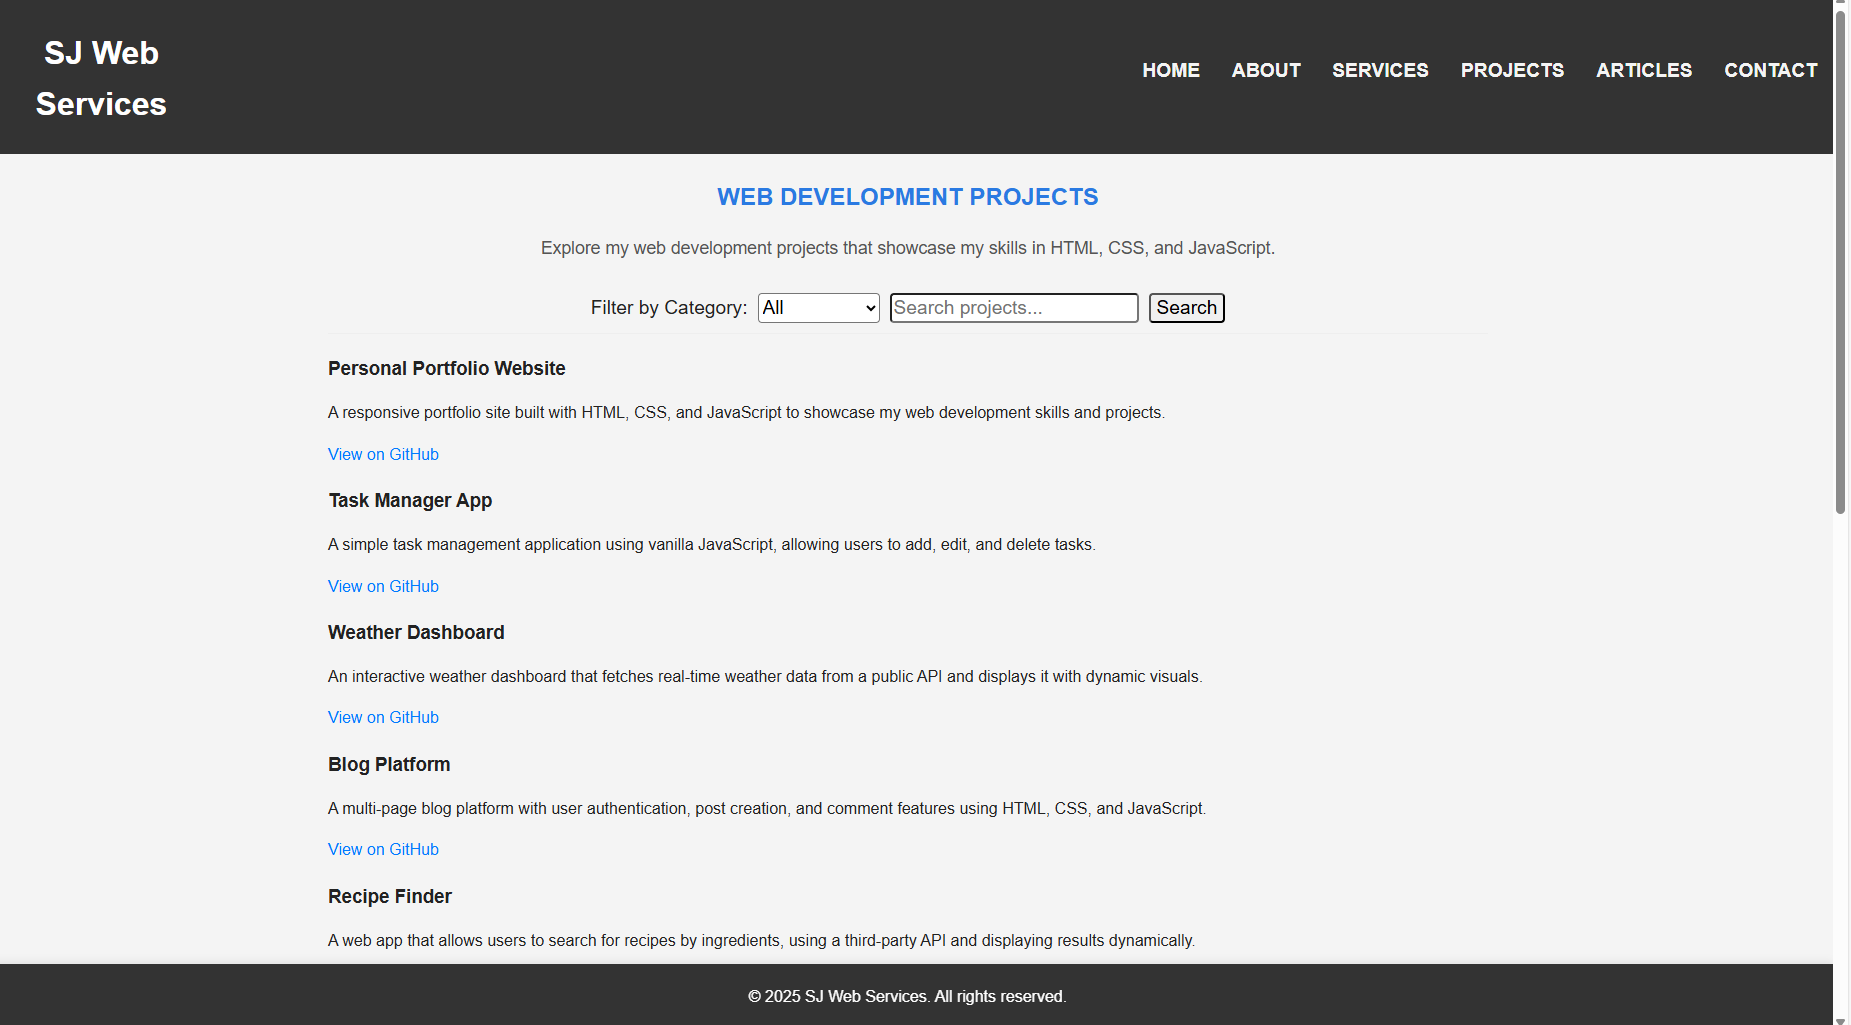 SJ Web
Services
HOME ABOUT SERVICES PROJECTS ARTICLES CONTACT
WEB DEVELOPMENT PROJECTS
Explore my web development projects that showcase my skills in HTML, CSS, and JavaScript.
Filter by Category: All Search projects... Search
Personal Portfolio Website
A responsive portfolio site built with HTML, CSS, and JavaScript to showcase my web development skills and projects.
View on GitHub
Task Manager App
A simple task management application using vanilla JavaScript, allowing users to add, edit, and delete tasks.
View on GitHub
Weather Dashboard
An interactive weather dashboard that fetches real-time weather data from a public API and displays it with dynamic visuals.
View on GitHub
Blog Platform
A multi-page blog platform with user authentication, post creation, and comment features using HTML, CSS, and JavaScript.
View on GitHub
Recipe Finder
A web app that allows users to search for recipes by ingredients, using a third-party API and displaying results dynamically.
© 2025 SJ Web Services. All rights reserved.